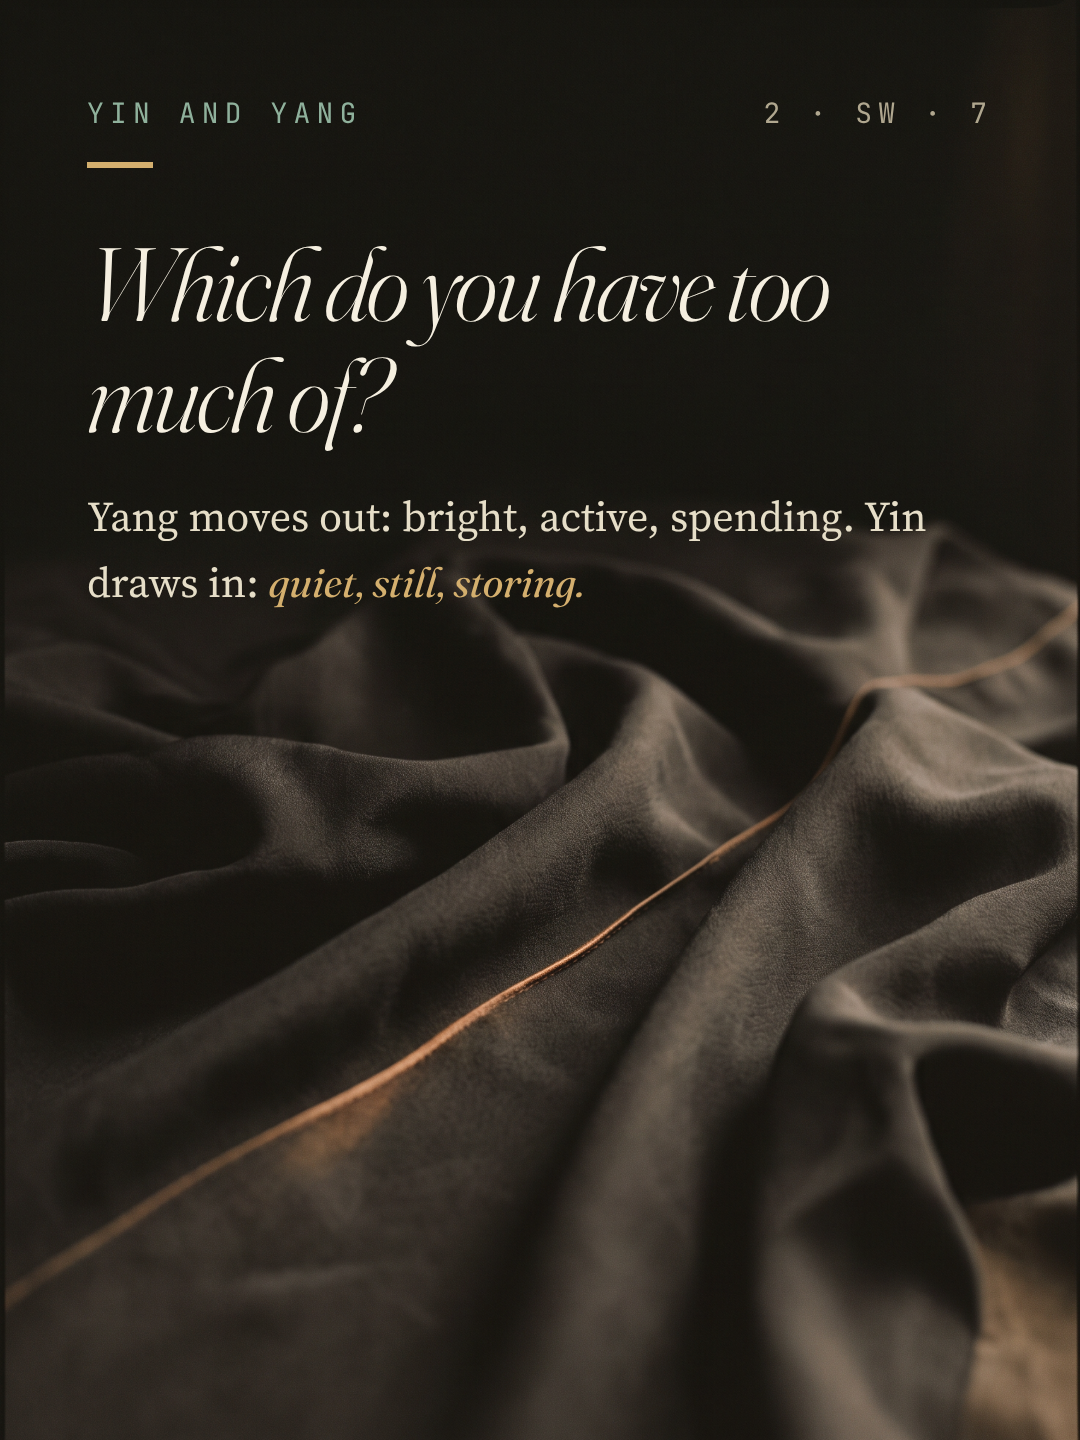 YIN AND YANG
2 · SW · 7
Which do you have too
much of?
Yang moves out: bright, active, spending. Yin
draws in: quiet, still, storing.